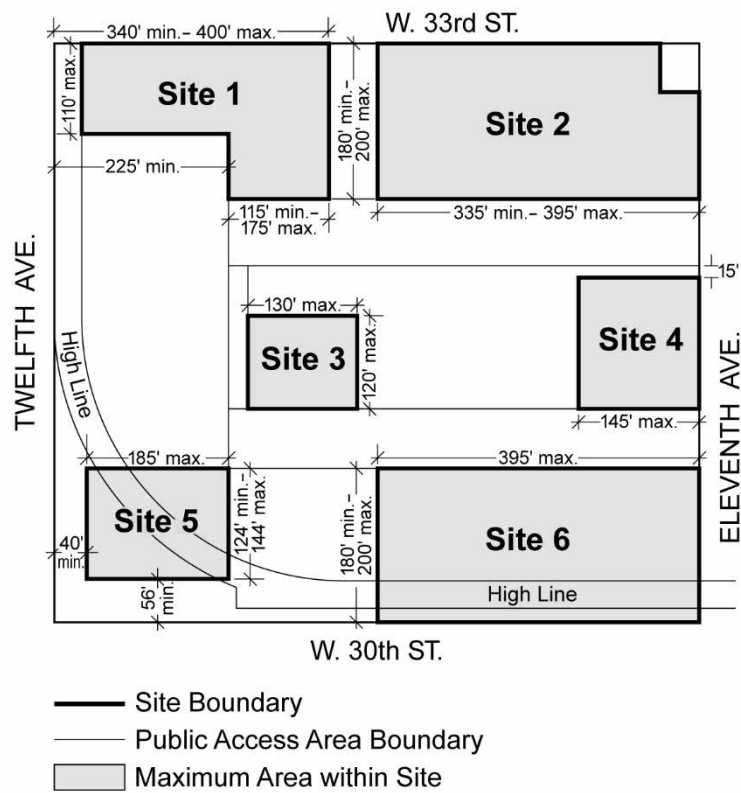 W. 33rd ST.
340' min.– 400' max.
110' max.
Site 1
180' min.–
200' max.
Site 2
225' min.
115' min.–
175' max.
335' min.– 395' max.
15'
TWELFTH AVE.
High Line
130' max.
Site 3
120' max.
Site 4
145' max.
ELEVENTH AVE.
185' max.
395' max.
Site 5
124' min.–
144' max.
180' min.–
200' max.
Site 6
40'
min.
56'
min.
High Line
W. 30th ST.
Site Boundary
Public Access Area Boundary
Maximum Area within Site